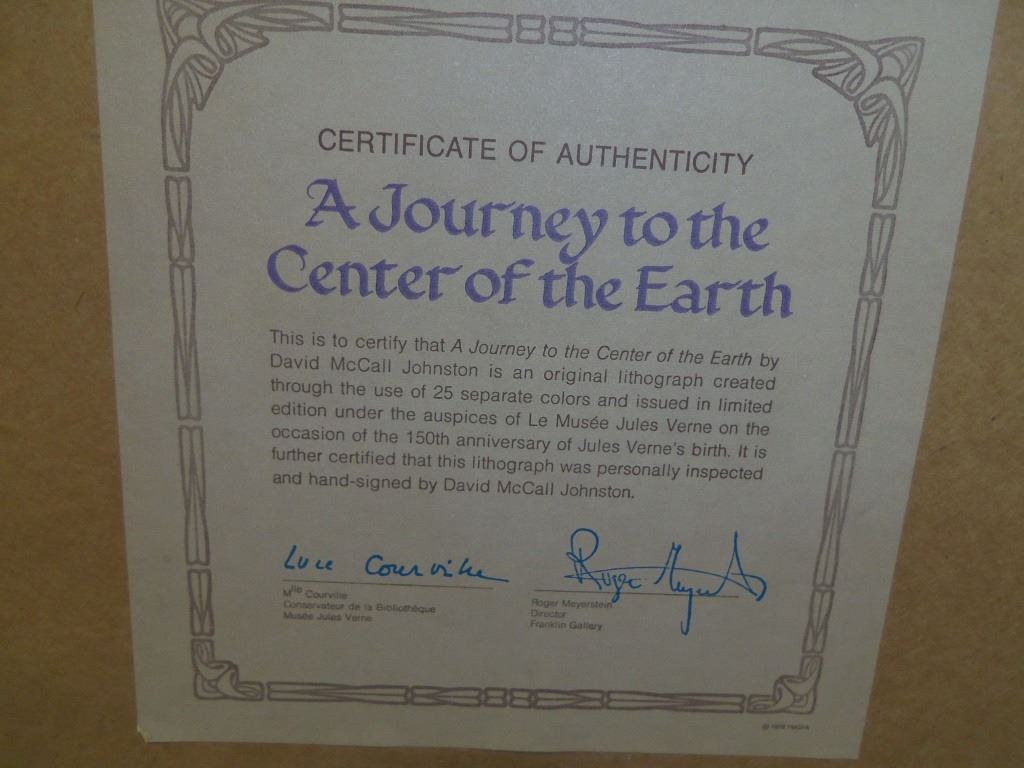 CERTIFICATE OF AUTHENTICITY
A Journey to the
Center of the Earth
This is to certify that A Journey to the Center of the Earth by
David McCall Johnston is an original lithograph created
through the use of 25 separate colors and issued in limited
edition under the auspices of Le Musée Jules Verne on the
occasion of the 150th anniversary of Jules Verne's birth. It is
further certified that this lithograph was personally inspected
and hand-signed by David McCall Johnston.
Luce Courville
Mlle Courville
Conservateur de la Bibliothèque
Musée Jules Verne
Roger Meyerstein
Roger Meyerstein
Director
Franklin Gallery
© 1978